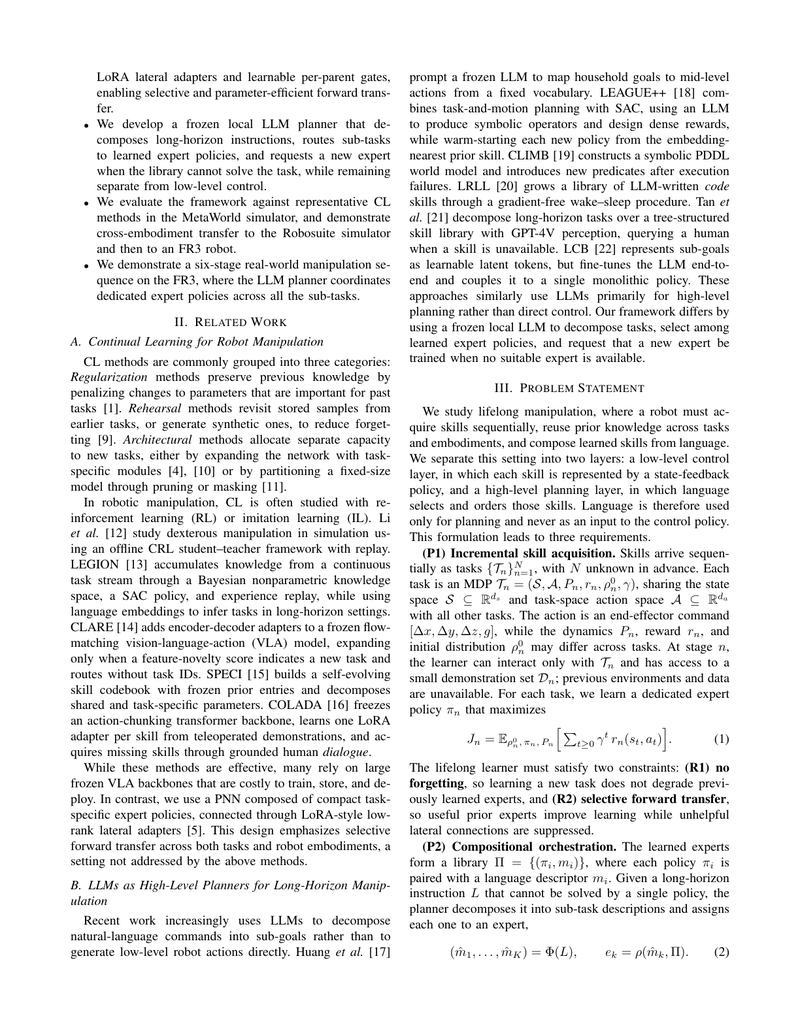 LoRA lateral adapters and learnable per-parent gates,
enabling selective and parameter-efficient forward trans-
fer.
• We develop a frozen local LLM planner that de-
composes long-horizon instructions, routes sub-tasks
to learned expert policies, and requests a new expert
when the library cannot solve the task, while remaining
separate from low-level control.
• We evaluate the framework against representative CL
methods in the MetaWorld simulator, and demonstrate
cross-embodiment transfer to the Robosuite simulator
and then to an FR3 robot.
• We demonstrate a six-stage real-world manipulation se-
quence on the FR3, where the LLM planner coordinates
dedicated expert policies across all the sub-tasks.
II. RELATED WORK
A. Continual Learning for Robot Manipulation
CL methods are commonly grouped into three categories:
Regularization methods preserve previous knowledge by
penalizing changes to parameters that are important for past
tasks [1]. Rehearsal methods revisit stored samples from
earlier tasks, or generate synthetic ones, to reduce forget-
ting [9]. Architectural methods allocate separate capacity
to new tasks, either by expanding the network with task-
specific modules [4], [10] or by partitioning a fixed-size
model through pruning or masking [11].
In robotic manipulation, CL is often studied with re-
inforcement learning (RL) or imitation learning (IL). Li
et al. [12] study dexterous manipulation in simulation us-
ing an offline CRL student–teacher framework with replay.
LEGION [13] accumulates knowledge from a continuous
task stream through a Bayesian nonparametric knowledge
space, a SAC policy, and experience replay, while using
language embeddings to infer tasks in long-horizon settings.
CLARE [14] adds encoder-decoder adapters to a frozen flow-
matching vision-language-action (VLA) model, expanding
only when a feature-novelty score indicates a new task and
routes without task IDs. SPECI [15] builds a self-evolving
skill codebook with frozen prior entries and decomposes
shared and task-specific parameters. COLADA [16] freezes
an action-chunking transformer backbone, learns one LoRA
adapter per skill from teleoperated demonstrations, and ac-
quires missing skills through grounded human dialogue.
While these methods are effective, many rely on large
frozen VLA backbones that are costly to train, store, and de-
ploy. In contrast, we use a PNN composed of compact task-
specific expert policies, connected through LoRA-style low-
rank lateral adapters [5]. This design emphasizes selective
forward transfer across both tasks and robot embodiments, a
setting not addressed by the above methods.
B. LLMs as High-Level Planners for Long-Horizon Manip-
ulation
Recent work increasingly uses LLMs to decompose
natural-language commands into sub-goals rather than to
generate low-level robot actions directly. Huang et al. [17]
prompt a frozen LLM to map household goals to mid-level
actions from a fixed vocabulary. LEAGUE++ [18] com-
bines task-and-motion planning with SAC, using an LLM
to produce symbolic operators and design dense rewards,
while warm-starting each new policy from the embedding-
nearest prior skill. CLIMB [19] constructs a symbolic PDDL
world model and introduces new predicates after execution
failures. LRLL [20] grows a library of LLM-written code
skills through a gradient-free wake–sleep procedure. Tan et
al. [21] decompose long-horizon tasks over a tree-structured
skill library with GPT-4V perception, querying a human
when a skill is unavailable. LCB [22] represents sub-goals
as learnable latent tokens, but fine-tunes the LLM end-to-
end and couples it to a single monolithic policy. These
approaches similarly use LLMs primarily for high-level
planning rather than direct control. Our framework differs by
using a frozen local LLM to decompose tasks, select among
learned expert policies, and request that a new expert be
trained when no suitable expert is available.
III. PROBLEM STATEMENT
We study lifelong manipulation, where a robot must ac-
quire skills sequentially, reuse prior knowledge across tasks
and embodiments, and compose learned skills from language.
We separate this setting into two layers: a low-level control
layer, in which each skill is represented by a state-feedback
policy, and a high-level planning layer, in which language
selects and orders those skills. Language is therefore used
only for planning and never as an input to the control policy.
This formulation leads to three requirements.
(P1) Incremental skill acquisition. Skills arrive sequen-
tially as tasks {𝒯ₙ}ᴺₙ₌₁, with N unknown in advance. Each
task is an MDP 𝒯ₙ = (𝒮, 𝒜, Pₙ, rₙ, ρ⁰ₙ, γ), sharing the state
space 𝒮 ⊆ ℝ^{d_s} and task-space action space 𝒜 ⊆ ℝ^{d_a}
with all other tasks. The action is an end-effector command
[Δx, Δy, Δz, g], while the dynamics Pₙ, reward rₙ, and
initial distribution ρ⁰ₙ may differ across tasks. At stage n,
the learner can interact only with 𝒯ₙ and has access to a
small demonstration set 𝒟ₙ; previous environments and data
are unavailable. For each task, we learn a dedicated expert
policy πₙ that maximizes
Jₙ = 𝔼_{ρ⁰ₙ, πₙ, Pₙ}[∑_{t≥0} γᵗ rₙ(sₜ, aₜ)]. (1)
The lifelong learner must satisfy two constraints: (R1) no
forgetting, so learning a new task does not degrade previ-
ously learned experts, and (R2) selective forward transfer,
so useful prior experts improve learning while unhelpful
lateral connections are suppressed.
(P2) Compositional orchestration. The learned experts
form a library Π = {(πᵢ, mᵢ)}, where each policy πᵢ is
paired with a language descriptor mᵢ. Given a long-horizon
instruction L that cannot be solved by a single policy, the
planner decomposes it into sub-task descriptions and assigns
each one to an expert,
(m̂₁, . . . , m̂_K) = Φ(L), e_k = ρ(m̂_k, Π). (2)